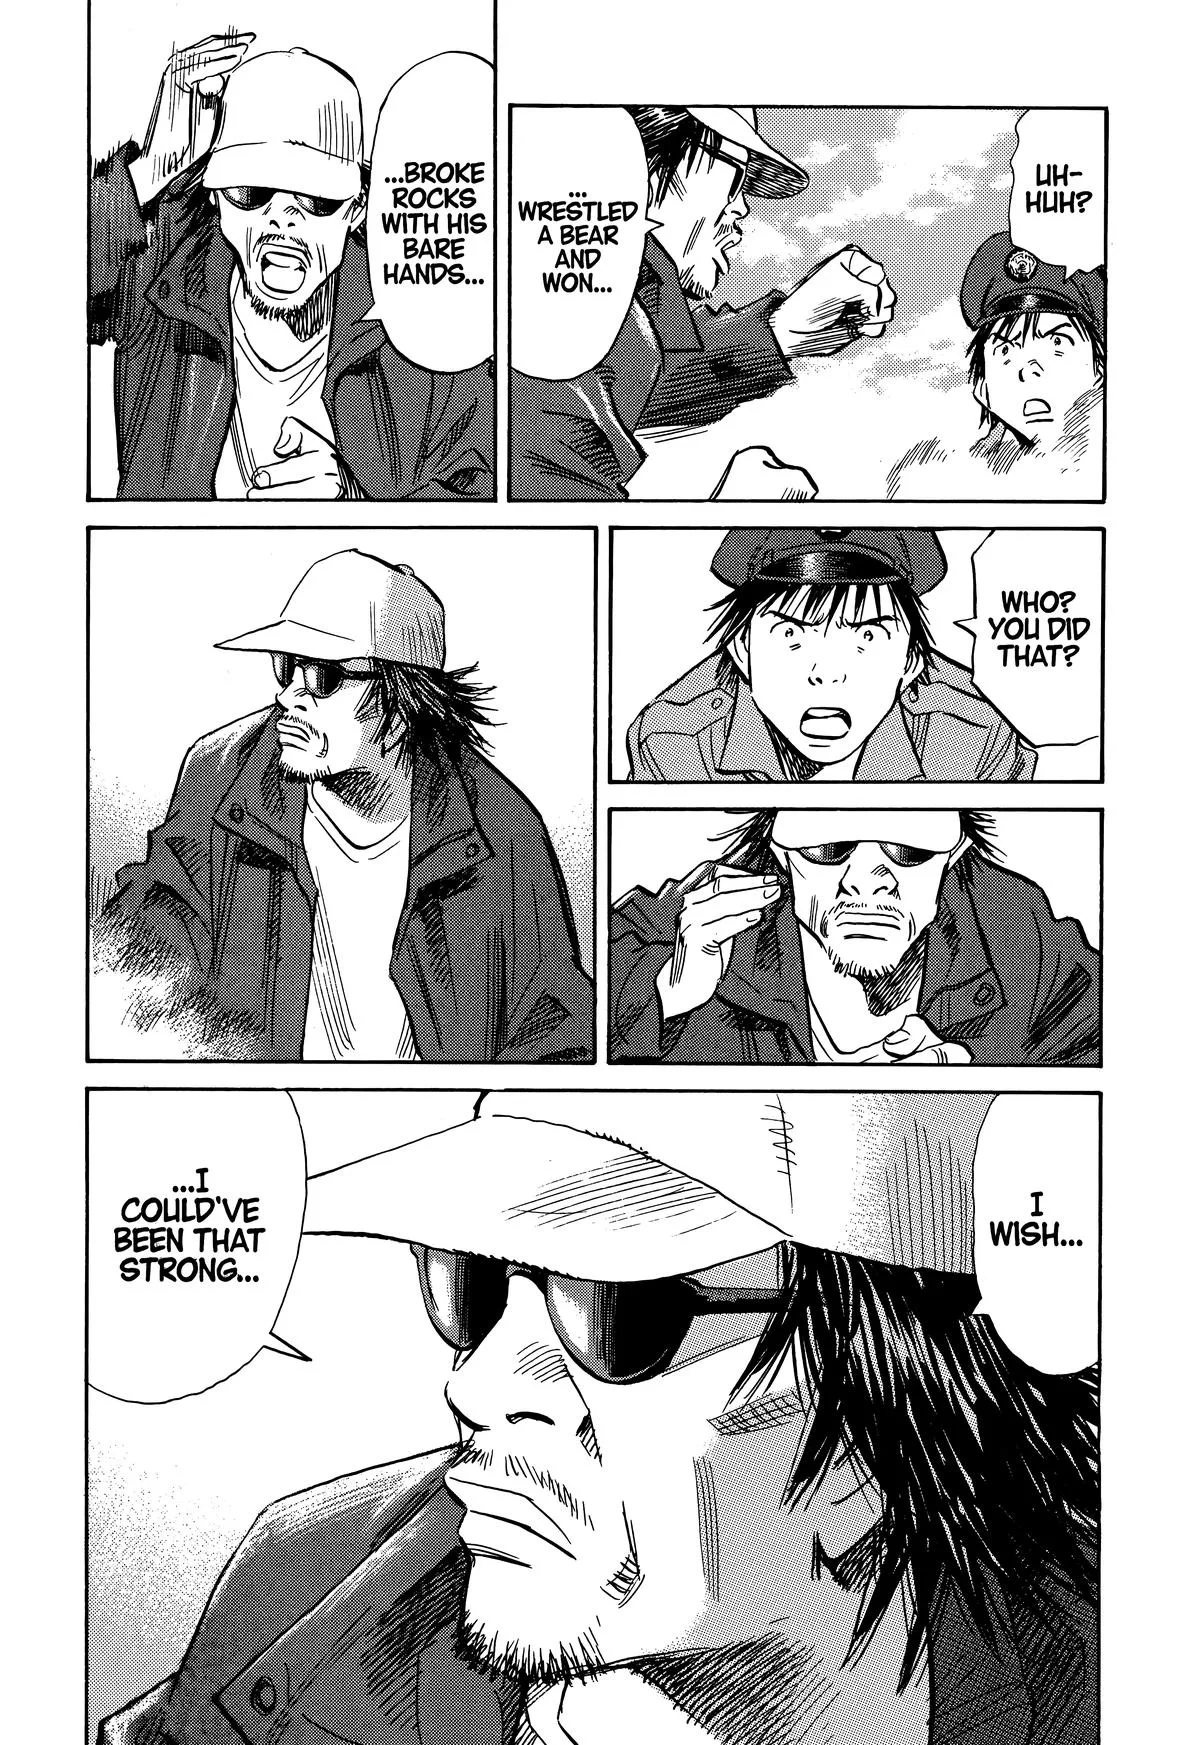 UH-
HUH?
...
WRESTLED
A BEAR
AND
WON...
...BROKE
ROCKS
WITH HIS
BARE
HANDS...
WHO?
YOU DID
THAT?
I
WISH...
...I
COULD'VE
BEEN THAT
STRONG...